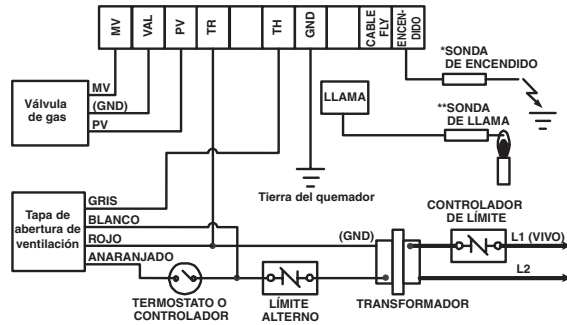 MV
VAL
PV
TR
TH
GND
CABLE
FLY
ENCEN-
DIDO
*SONDA
DE ENCENDIDO
Válvula
de gas
MV
(GND)
PV
LLAMA
**SONDA
DE LLAMA
Tierra del quemador
Tapa de
abertura de
ventilación
GRIS
BLANCO
ROJO
ANARANJADO
(GND)
CONTROLADOR
DE LÍMITE
L1 (VIVO)
L2
TERMOSTATO O
CONTROLADOR
LÍMITE
ALTERNO
TRANSFORMADOR